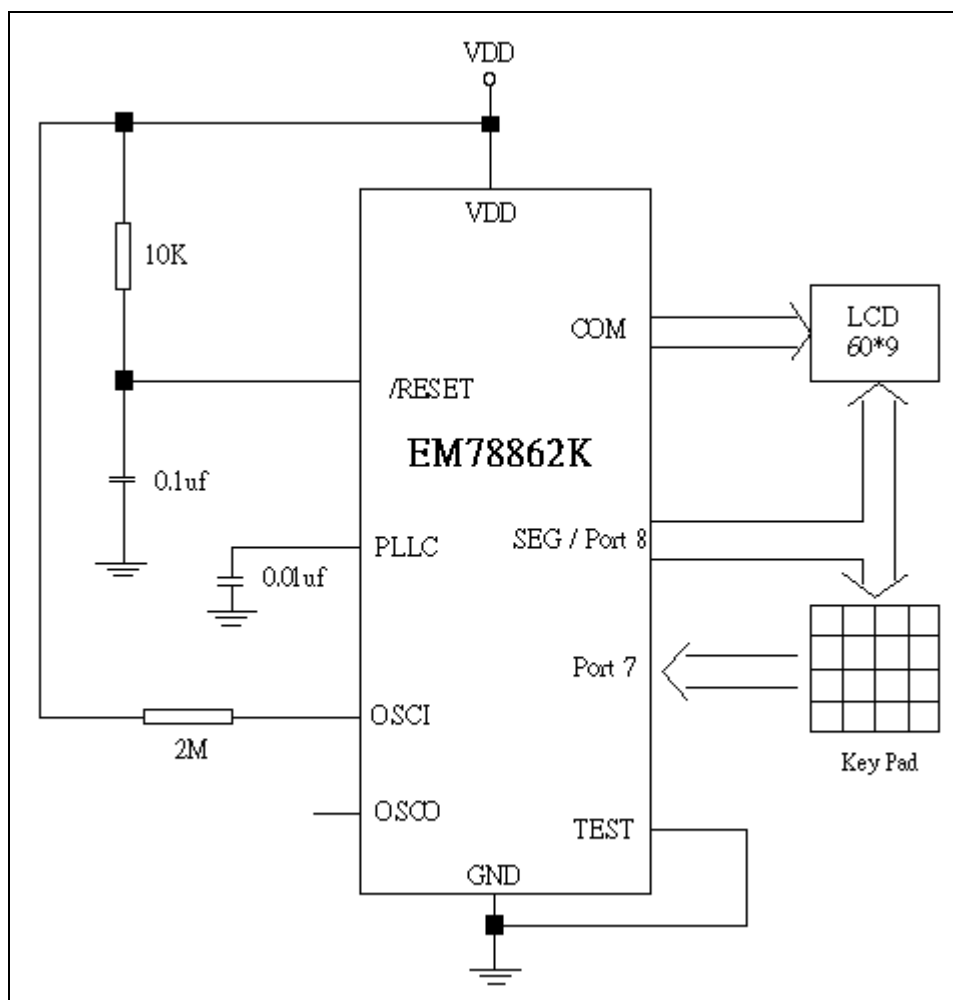 VDD
VDD
10K
COM
LCD
60*9
/RESET
EM78862K
0.1uf
PLLC
SEG / Port 8
0.01uf
Port 7
OSCI
2M
Key Pad
OSCO
TEST
GND